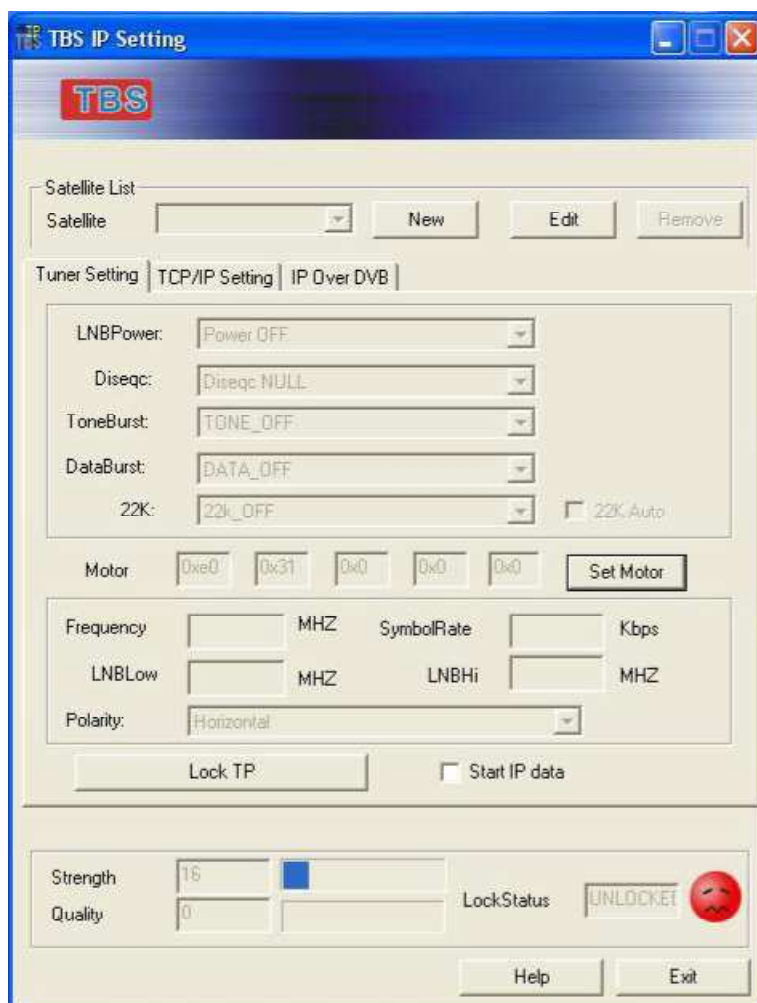 TBS IP Setting
TBS
Satellite List
Satellite New Edit Remove
Tuner Setting TCP/IP Setting IP Over DVB
LNBPower: Power OFF
Diseqc: Diseqc NULL
ToneBurst: TONE_OFF
DataBurst: DATA_OFF
22K: 22k_OFF 22K Auto
Motor 0xe0 0x31 0x0 0x0 0x0 Set Motor
Frequency MHZ SymbolRate Kbps
LNBLow MHZ LNBHi MHZ
Polarity: Horizontal
Lock TP Start IP data
Strength 16
Quality 0 LockStatus UNLOCKED
Help Exit